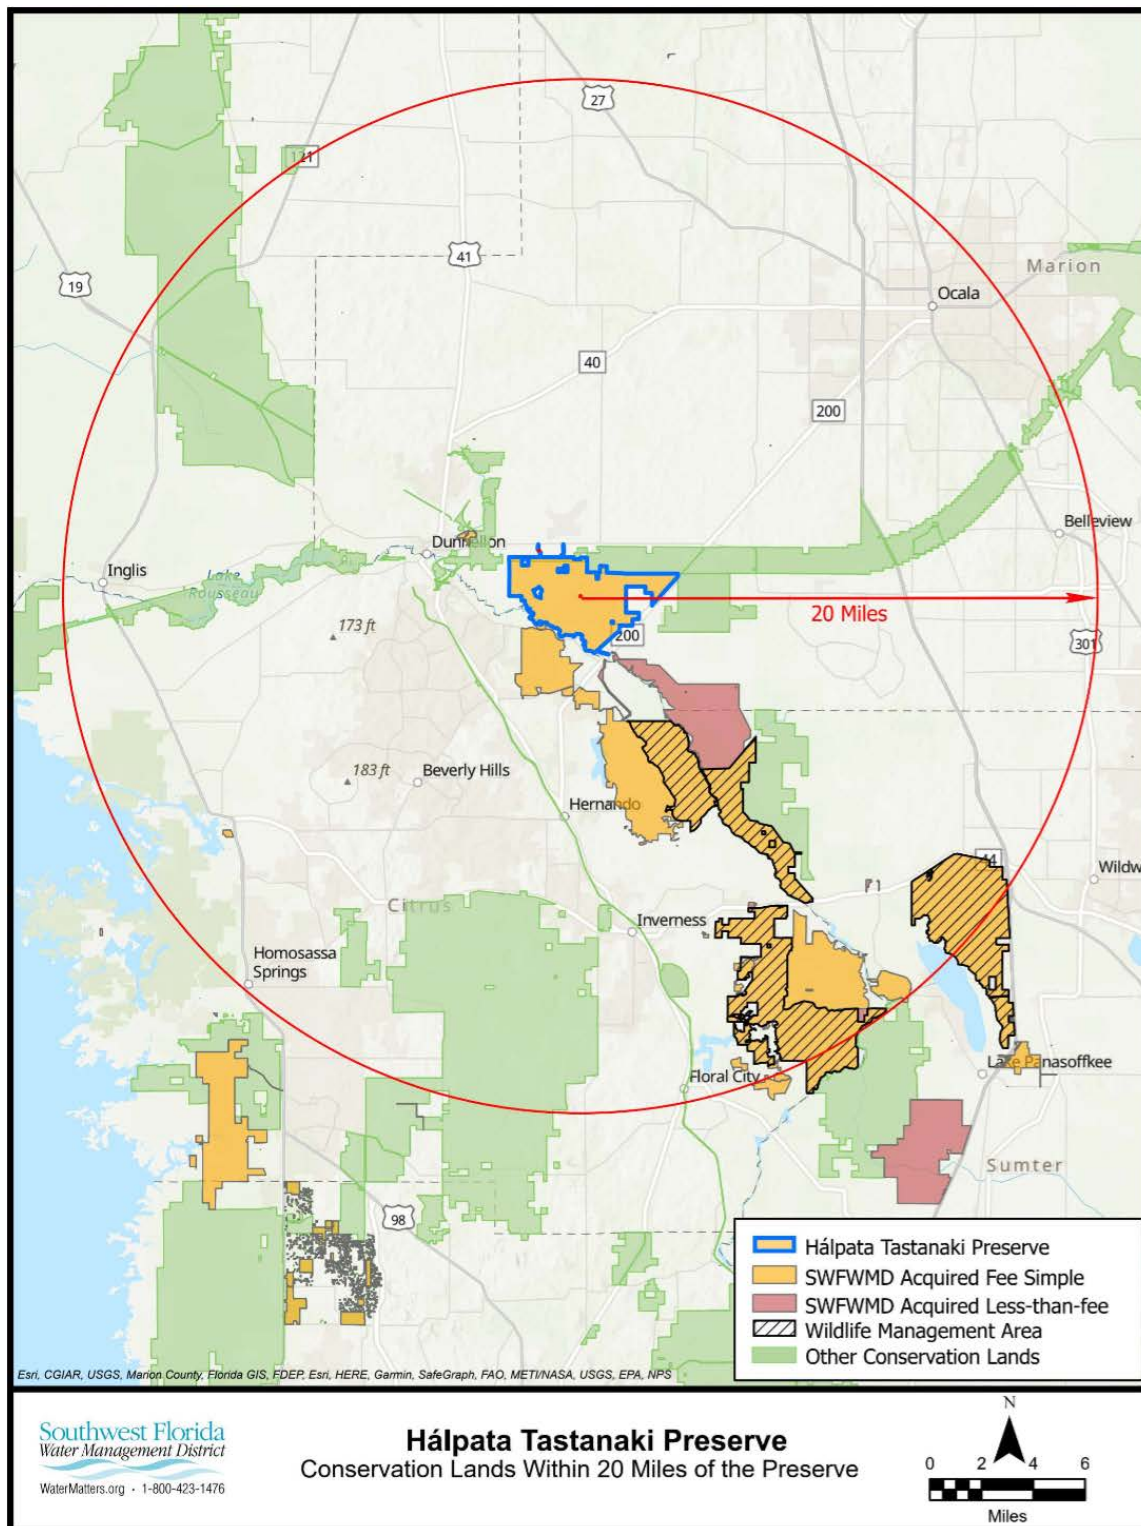 27
121
41
19
Marion
Ocala
40
200
Belleview
Dunnellon
Inglis
Lake
Rousseau
20 Miles
173 ft
200
301
183 ft
Beverly Hills
Hernando
44
Wildw
Citrus
Inverness
Homosassa
Springs
Lake Panasoffkee
Floral City
Sumter
98
Hálpata Tastanaki Preserve
SWFWMD Acquired Fee Simple
SWFWMD Acquired Less-than-fee
Wildlife Management Area
Other Conservation Lands
Esri, CGIAR, USGS, Marion County, Florida GIS, FDEP, Esri, HERE, Garmin, SafeGraph, FAO, METI/NASA, USGS, EPA, NPS
Southwest Florida
Water Management District
WaterMatters.org · 1-800-423-1476
Hálpata Tastanaki Preserve
Conservation Lands Within 20 Miles of the Preserve
N
0 2 4 6
Miles